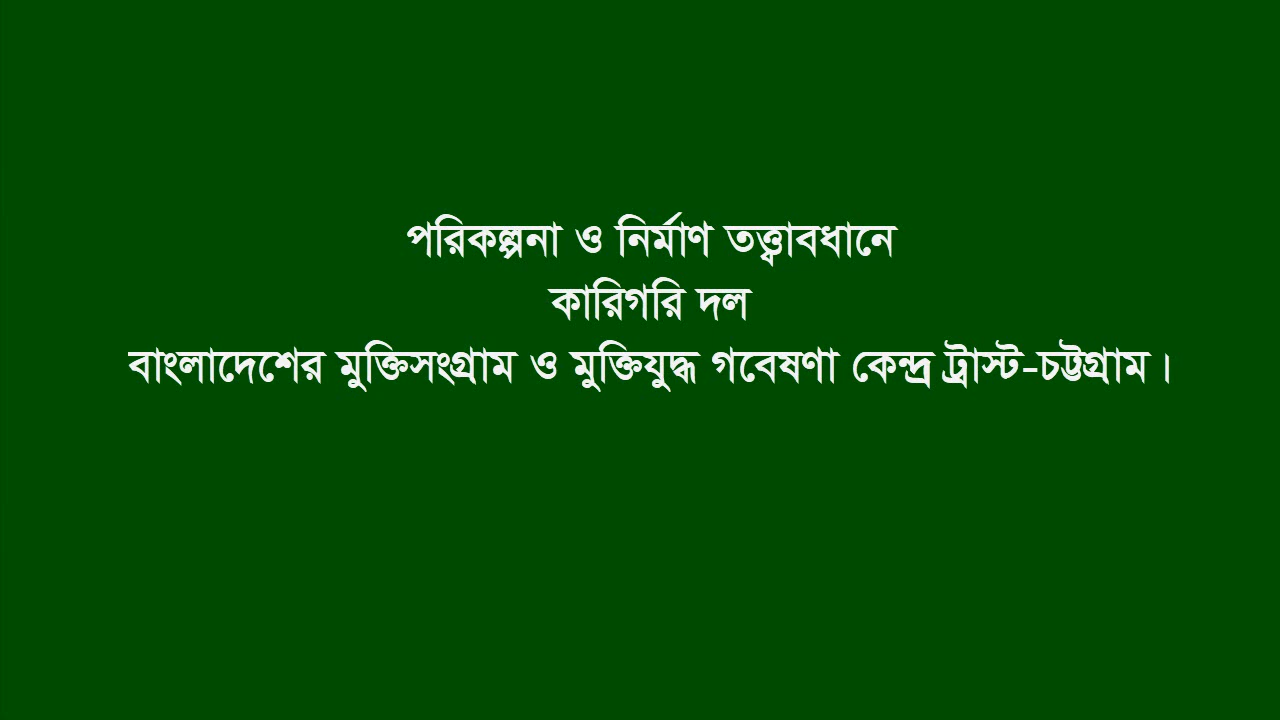 পরিকল্পনা ও নির্মাণ তত্ত্বাবধানে
কারিগরি দল
বাংলাদেশের মুক্তিসংগ্রাম ও মুক্তিযুদ্ধ গবেষণা কেন্দ্র ট্রাস্ট-চট্টগ্রাম।